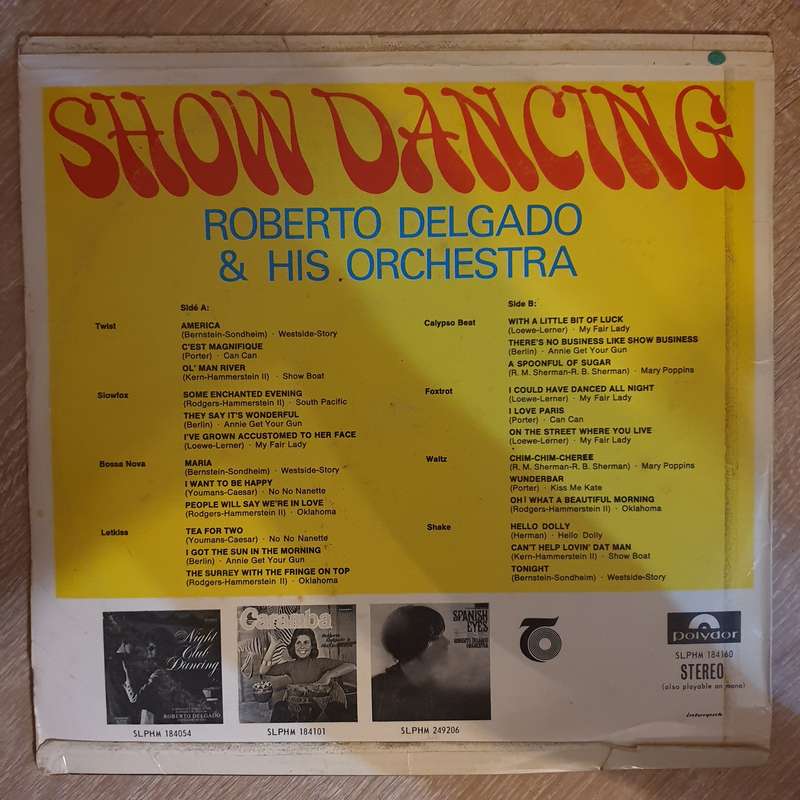 SHOW DANCING
ROBERTO DELGADO
& HIS ORCHESTRA
Side A:
Twist
AMERICA
(Bernstein-Sondheim) · Westside-Story
C'EST MAGNIFIQUE
(Porter) · Can Can
OL' MAN RIVER
(Kern-Hammerstein II) · Show Boat
Slowfox
SOME ENCHANTED EVENING
(Rodgers-Hammerstein II) · South Pacific
THEY SAY IT'S WONDERFUL
(Berlin) · Annie Get Your Gun
I'VE GROWN ACCUSTOMED TO HER FACE
(Loewe-Lerner) · My Fair Lady
Bossa Nova
MARIA
(Bernstein-Sondheim) · Westside-Story
I WANT TO BE HAPPY
(Youmans-Caesar) · No No Nanette
PEOPLE WILL SAY WE'RE IN LOVE
(Rodgers-Hammerstein II) · Oklahoma
Letkiss
TEA FOR TWO
(Youmans-Caesar) · No No Nanette
I GOT THE SUN IN THE MORNING
(Berlin) · Annie Get Your Gun
THE SURREY WITH THE FRINGE ON TOP
(Rodgers-Hammerstein II) · Oklahoma
Side B:
Calypso Beat
WITH A LITTLE BIT OF LUCK
(Loewe-Lerner) · My Fair Lady
THERE'S NO BUSINESS LIKE SHOW BUSINESS
(Berlin) · Annie Get Your Gun
A SPOONFUL OF SUGAR
(R. M. Sherman-R. B. Sherman) · Mary Poppins
Foxtrot
I COULD HAVE DANCED ALL NIGHT
(Loewe-Lerner) · My Fair Lady
I LOVE PARIS
(Porter) · Can Can
ON THE STREET WHERE YOU LIVE
(Loewe-Lerner) · My Fair Lady
Waltz
CHIM-CHIM-CHEREE
(R. M. Sherman-R. B. Sherman) · Mary Poppins
WUNDERBAR
(Porter) · Kiss Me Kate
OH! WHAT A BEAUTIFUL MORNING
(Rodgers-Hammerstein II) · Oklahoma
Shake
HELLO DOLLY
(Herman) · Hello Dolly
CAN'T HELP LOVIN' DAT MAN
(Kern-Hammerstein II) · Show Boat
TONIGHT
(Bernstein-Sondheim) · Westside-Story
Night
Club
Dancing
ROBERTO DELGADO
SLPHM 184054
Caramba
SLPHM 184101
SPANISH
EYES
ROBERTO DELGADO
ORCHESTRA
SLPHM 249206
Polydor
SLPHM 184160
STEREO
(also playable on mono)
interpak